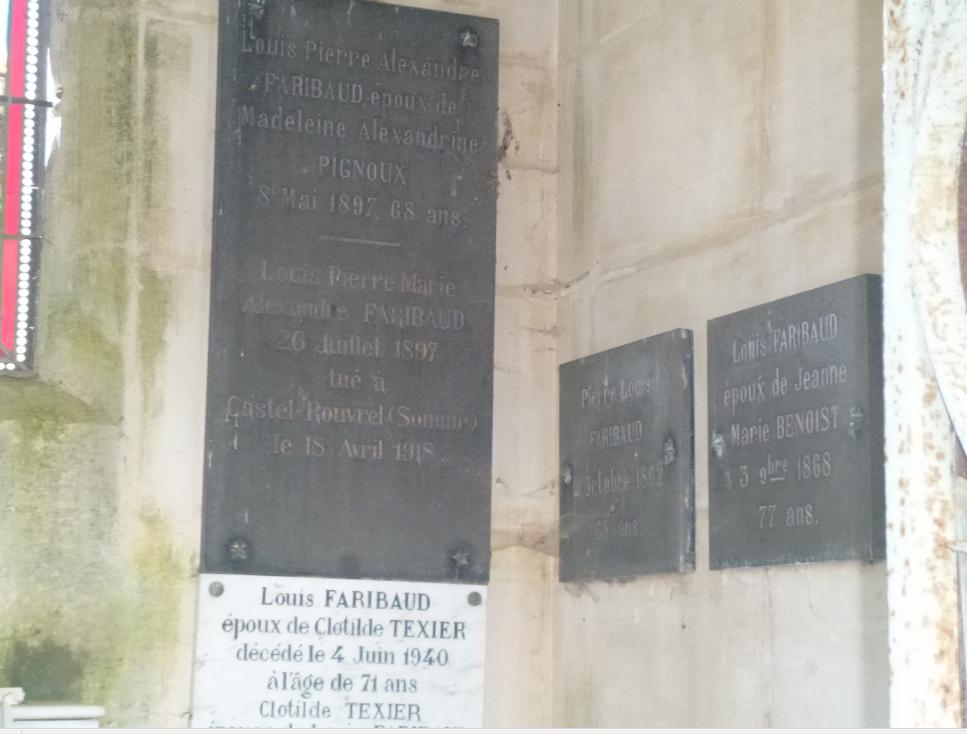 Louis Pierre Alexandre
FARIBAUD époux de
Madeleine Alexandrine
PIGNOUX
8 Mai 1897, 68 ans.
Louis Pierre Marie
Alexandre FARIBAUD
26 Juillet 1897
tué à
Castel-Rouvrel (Somme)
le 18 Avril 1918.
Louis FARIBAUD
époux de Clotilde TEXIER
décédé le 4 Juin 1940
à l'âge de 71 ans
Clotilde TEXIER
Pierre Louis
FARIBAUD
Octobre 1862
ans.
Louis FARIBAUD
époux de Jeanne
Marie BENOIST
3 9bre 1868
77 ans.